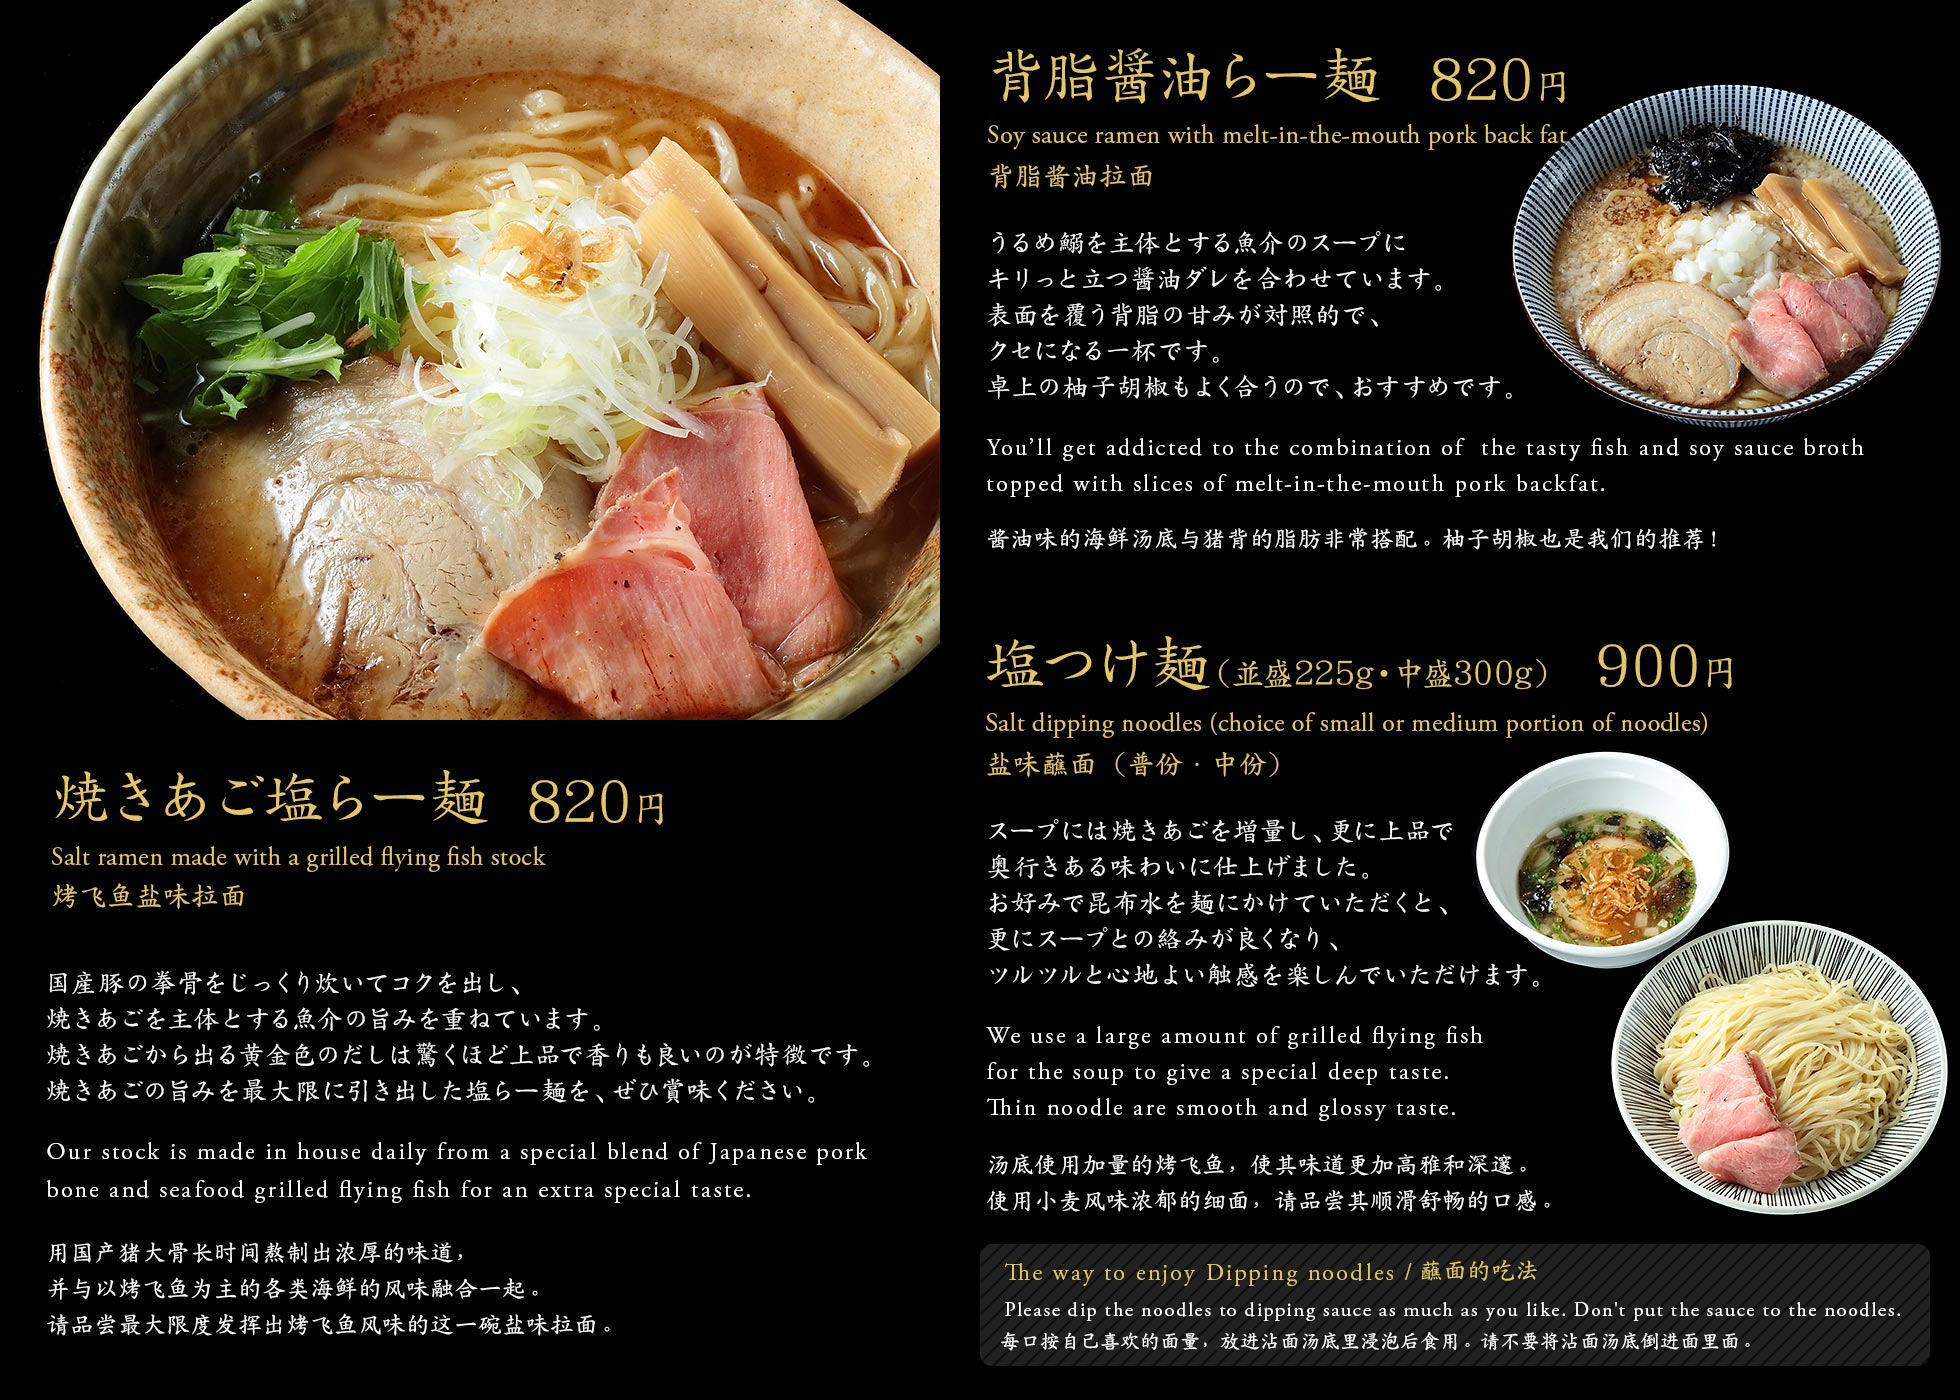 焼きあご塩らー麺 820円
Salt ramen made with a grilled flying fish stock
烤飞鱼盐味拉面
国産豚の拳骨をじっくり炊いてコクを出し、
焼きあごを主体とする魚介の旨みを重ねています。
焼きあごから出る黄金色のだしは驚くほど上品で香りも良いのが特徴です。
焼きあごの旨みを最大限に引き出した塩らー麺を、ぜひ賞味ください。
Our stock is made in house daily from a special blend of Japanese pork
bone and seafood grilled flying fish for an extra special taste.
用国产猪大骨长时间熬制出浓厚的味道，
并与以烤飞鱼为主的各类海鲜的风味融合一起。
请品尝最大限度发挥出烤飞鱼风味的这一碗盐味拉面。
背脂醤油らー麺 820円
Soy sauce ramen with melt-in-the-mouth pork back fat
背脂酱油拉面
うるめ鰯を主体とする魚介のスープに
キリっと立つ醤油ダレを合わせています。
表面を覆う背脂の甘みが対照的で、
クセになる一杯です。
卓上の柚子胡椒もよく合うので、おすすめです。
You’ll get addicted to the combination of the tasty fish and soy sauce broth
topped with slices of melt-in-the-mouth pork backfat.
酱油味的海鲜汤底与猪背的脂肪非常搭配。柚子胡椒也是我们的推荐！
塩つけ麺（並盛225g・中盛300g） 900円
Salt dipping noodles (choice of small or medium portion of noodles)
盐味蘸面（普份·中份）
スープには焼きあごを増量し、更に上品で
奥行きある味わいに仕上げました。
お好みで昆布水を麺にかけていただくと、
更にスープとの絡みが良くなり、
ツルツルと心地よい触感を楽しんでいただけます。
We use a large amount of grilled flying fish
for the soup to give a special deep taste.
Thin noodle are smooth and glossy taste.
汤底使用加量的烤飞鱼，使其味道更加高雅和深邃。
使用小麦风味浓郁的细面，请品尝其顺滑舒畅的口感。
The way to enjoy Dipping noodles / 蘸面的吃法
Please dip the noodles to dipping sauce as much as you like. Don't put the sauce to the noodles.
每口按自己喜欢的面量，放进沾面汤底里浸泡后食用。请不要将沾面汤底倒进面里面。